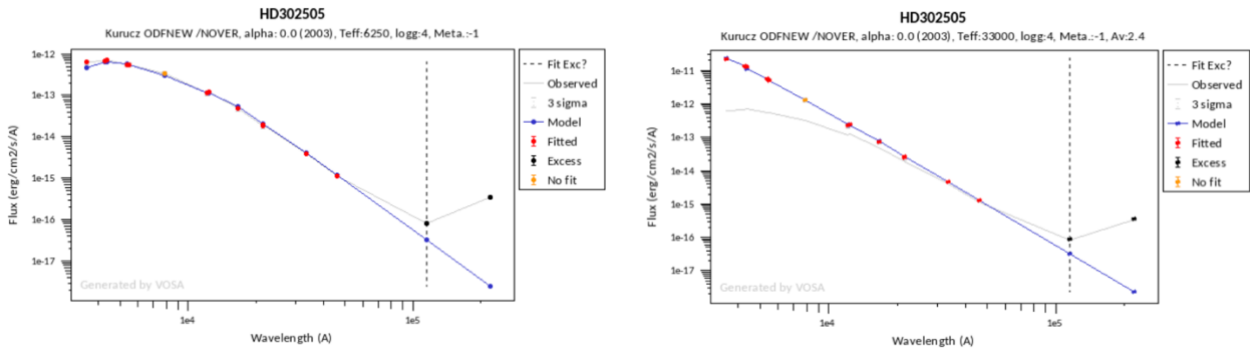 HD302505
Kurucz ODFNEW /NOVER, alpha: 0.0 (2003), Teff:6250, logg:4, Meta.:-1
1e-12
1e-13
1e-14
1e-15
1e-16
1e-17
Flux (erg/cm2/s/A)
Generated by VOSA
1e4
1e5
Wavelength (A)
Fit Exc?
Observed
3 sigma
Model
Fitted
Excess
No fit
HD302505
Kurucz ODFNEW /NOVER, alpha: 0.0 (2003), Teff:33000, logg:4, Meta.:-1, Av:2.4
1e-11
1e-12
1e-13
1e-14
1e-15
1e-16
1e-17
Flux (erg/cm2/s/A)
Generated by VOSA
1e4
1e5
Wavelength (A)
Fit Exc?
Observed
3 sigma
Model
Fitted
Excess
No fit